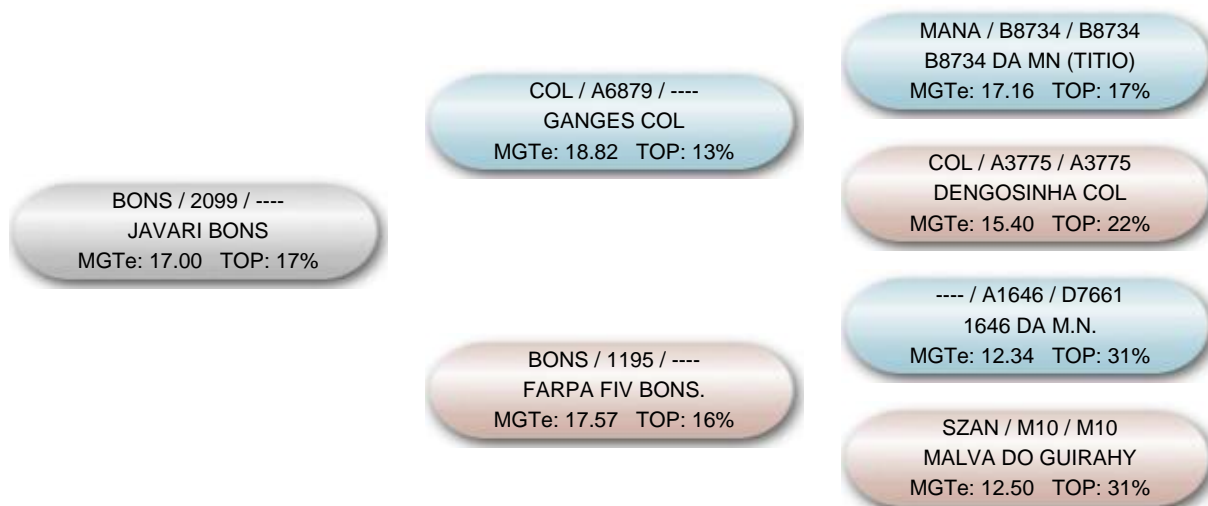 BONS / 2099 / ----
JAVARI BONS
MGTe: 17.00 TOP: 17%
COL / A6879 / ----
GANGES COL
MGTe: 18.82 TOP: 13%
BONS / 1195 / ----
FARPA FIV BONS.
MGTe: 17.57 TOP: 16%
MANA / B8734 / B8734
B8734 DA MN (TITIO)
MGTe: 17.16 TOP: 17%
COL / A3775 / A3775
DENGOSINHA COL
MGTe: 15.40 TOP: 22%
---- / A1646 / D7661
1646 DA M.N.
MGTe: 12.34 TOP: 31%
SZAN / M10 / M10
MALVA DO GUIRAHY
MGTe: 12.50 TOP: 31%